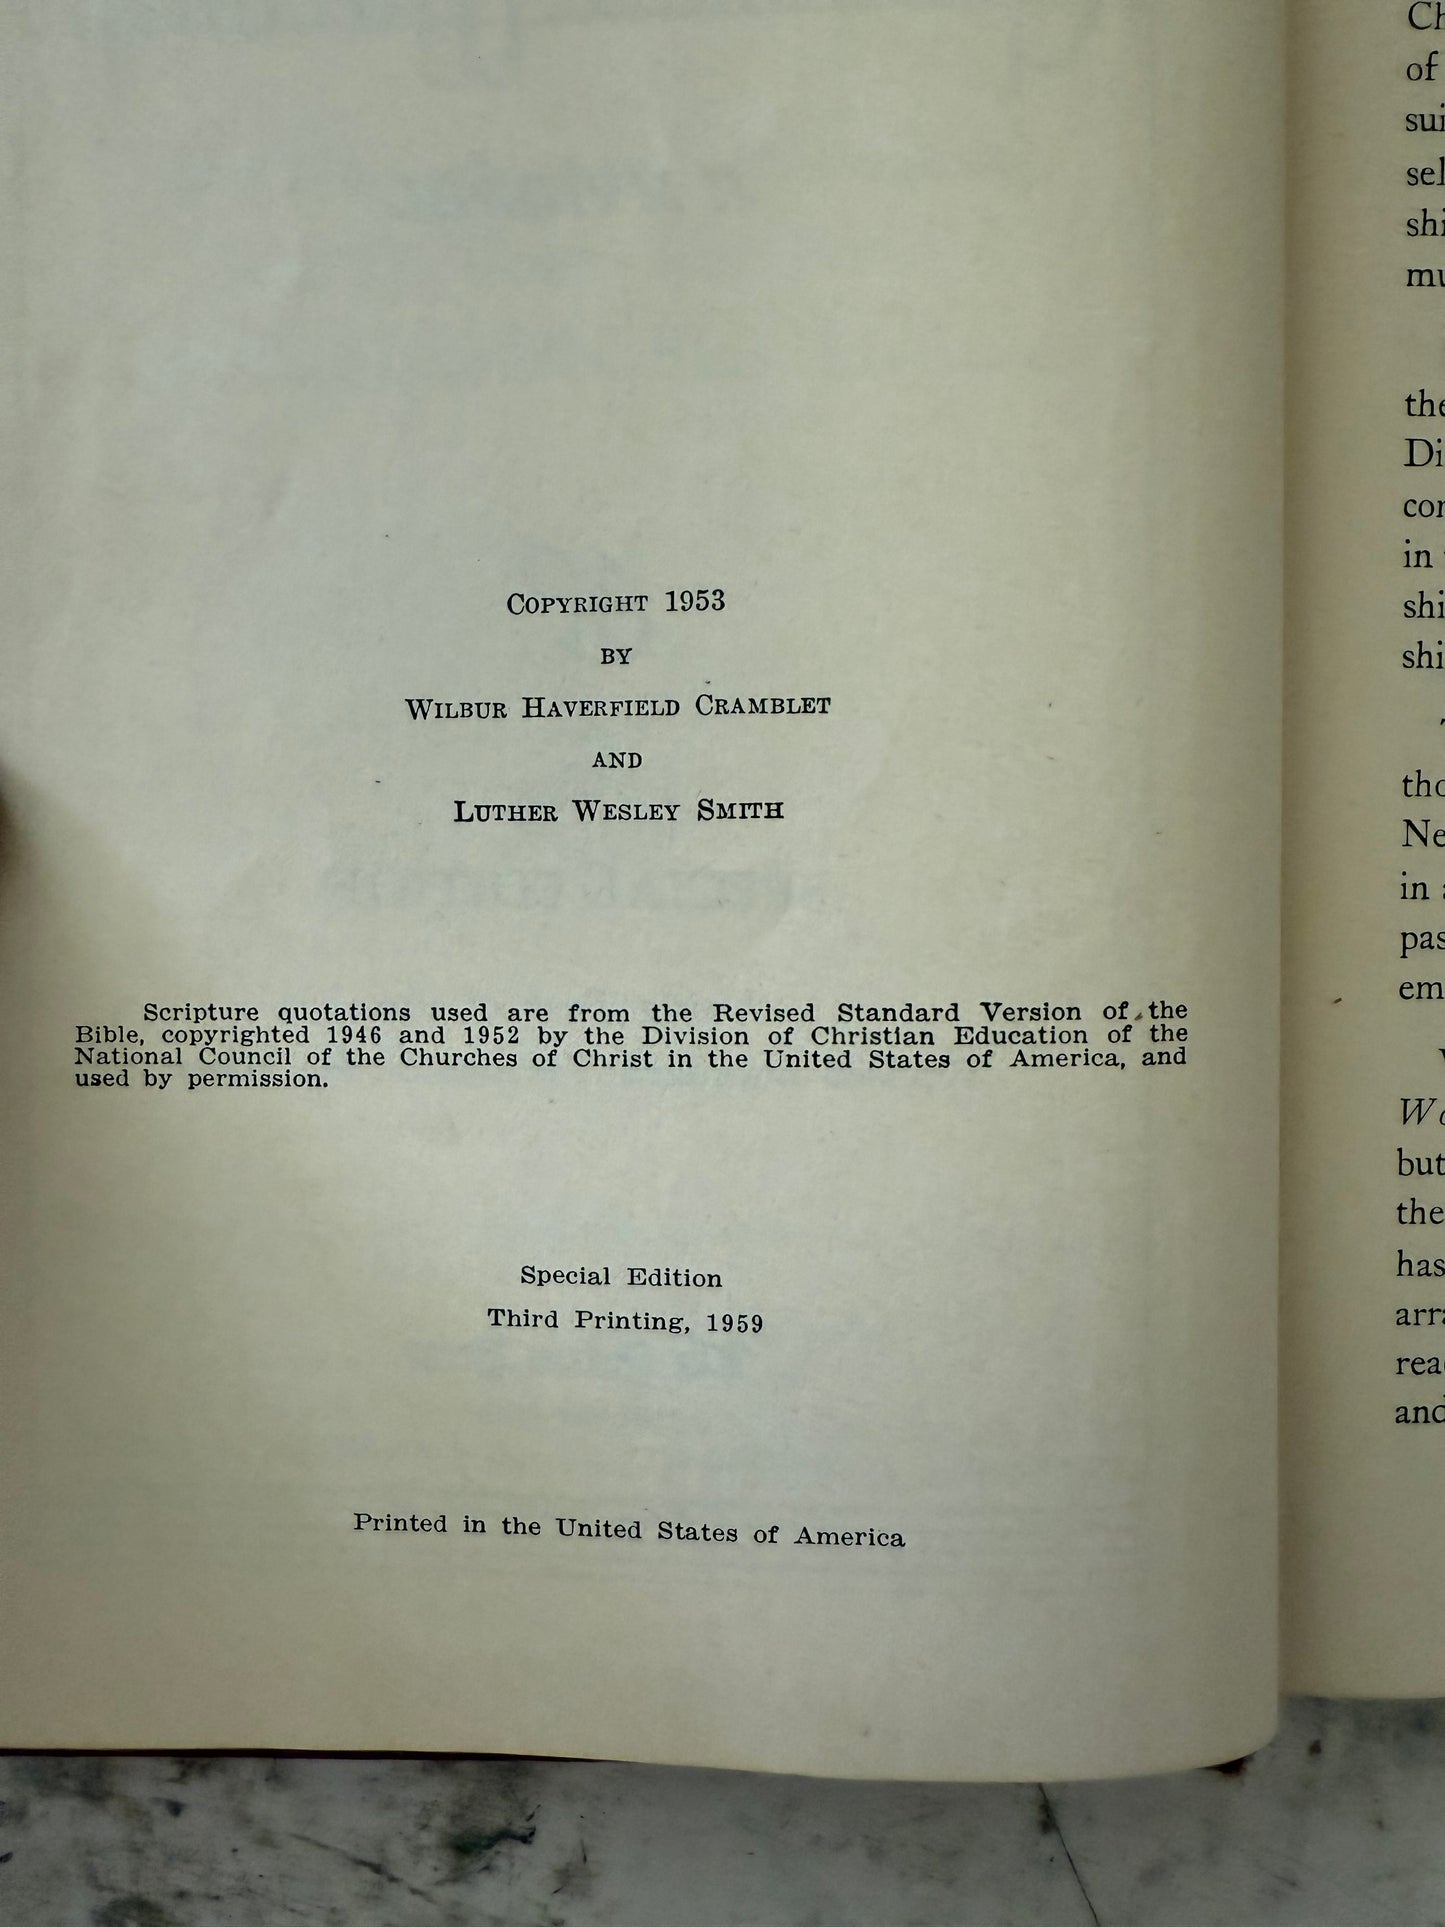 Copyright 1953
by
Wilbur Haverfield Cramblet
and
Luther Wesley Smith
Scripture quotations used are from the Revised Standard Version of the
Bible, copyrighted 1946 and 1952 by the Division of Christian Education of the
National Council of the Churches of Christ in the United States of America, and
used by permission.
Special Edition
Third Printing, 1959
Printed in the United States of America
of
in
in
but
the
has
and